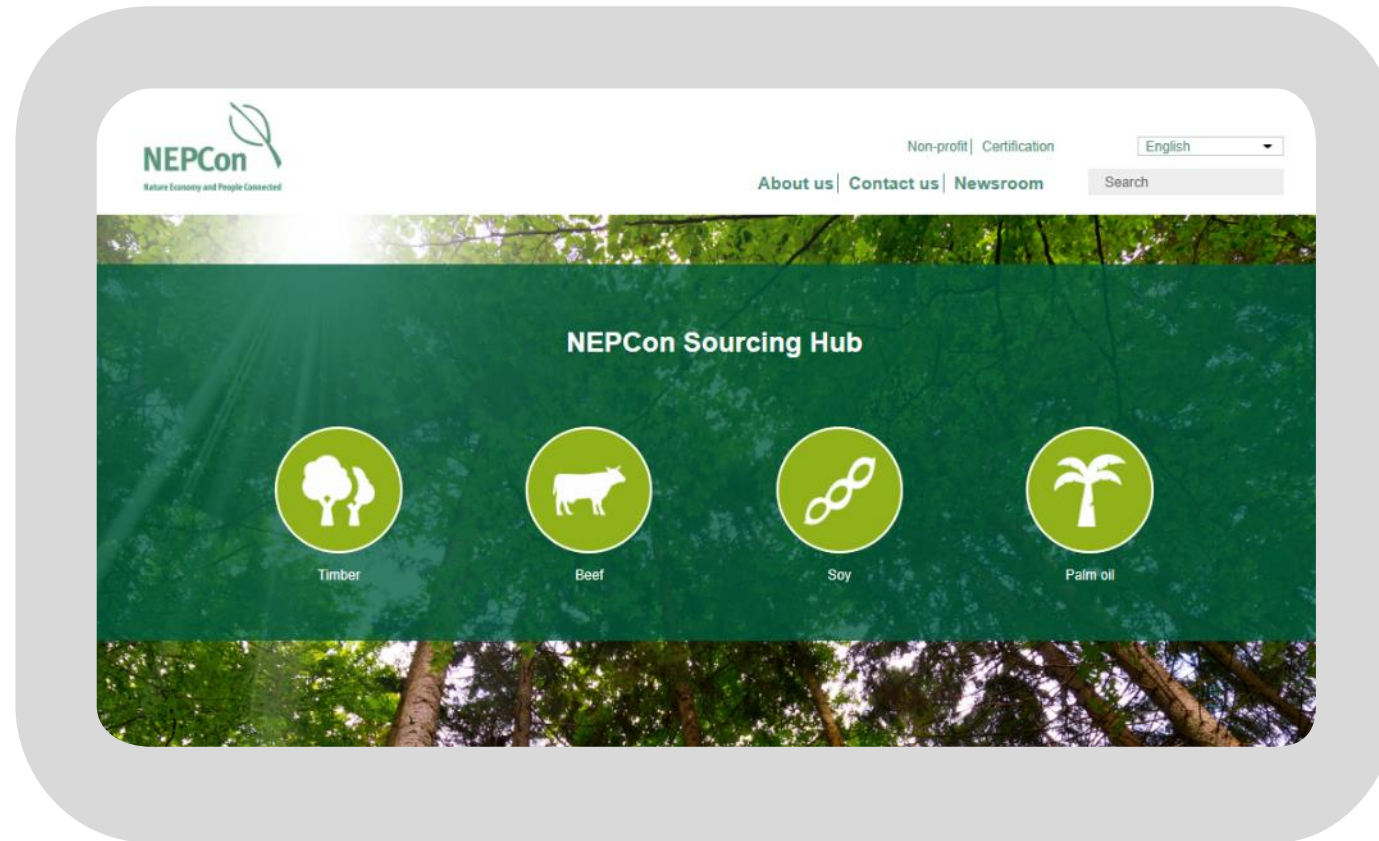 NEPCon
Nature Economy and People Connected
Non-profit| Certification
English
About us| Contact us| Newsroom
Search
NEPCon Sourcing Hub
Timber
Beef
Soy
Palm oil